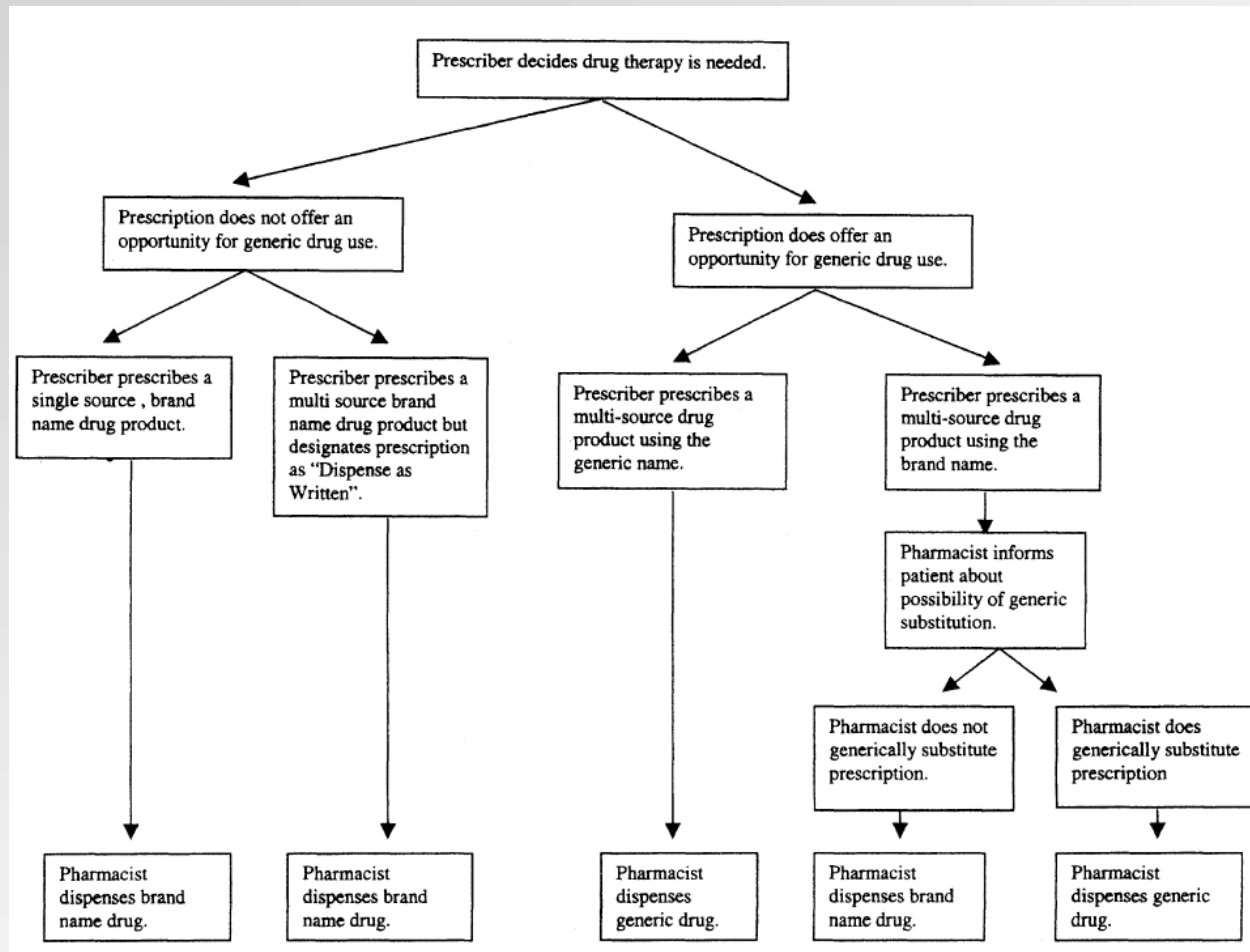 Prescriber decides drug therapy is needed.
Prescription does not offer an
opportunity for generic drug use.
Prescription does offer an
opportunity for generic drug use.
Prescriber prescribes a
single source , brand
name drug product.
Prescriber prescribes a
multi source brand
name drug product but
designates prescription
as “Dispense as
Written”.
Prescriber prescribes a
multi-source drug
product using the
generic name.
Prescriber prescribes a
multi-source drug
product using the
brand name.
Pharmacist informs
patient about
possibility of generic
substitution.
Pharmacist does not
generically substitute
prescription.
Pharmacist does
generically substitute
prescription
Pharmacist
dispenses brand
name drug.
Pharmacist
dispenses brand
name drug.
Pharmacist
dispenses
generic drug.
Pharmacist
dispenses brand
name drug.
Pharmacist
dispenses generic
drug.